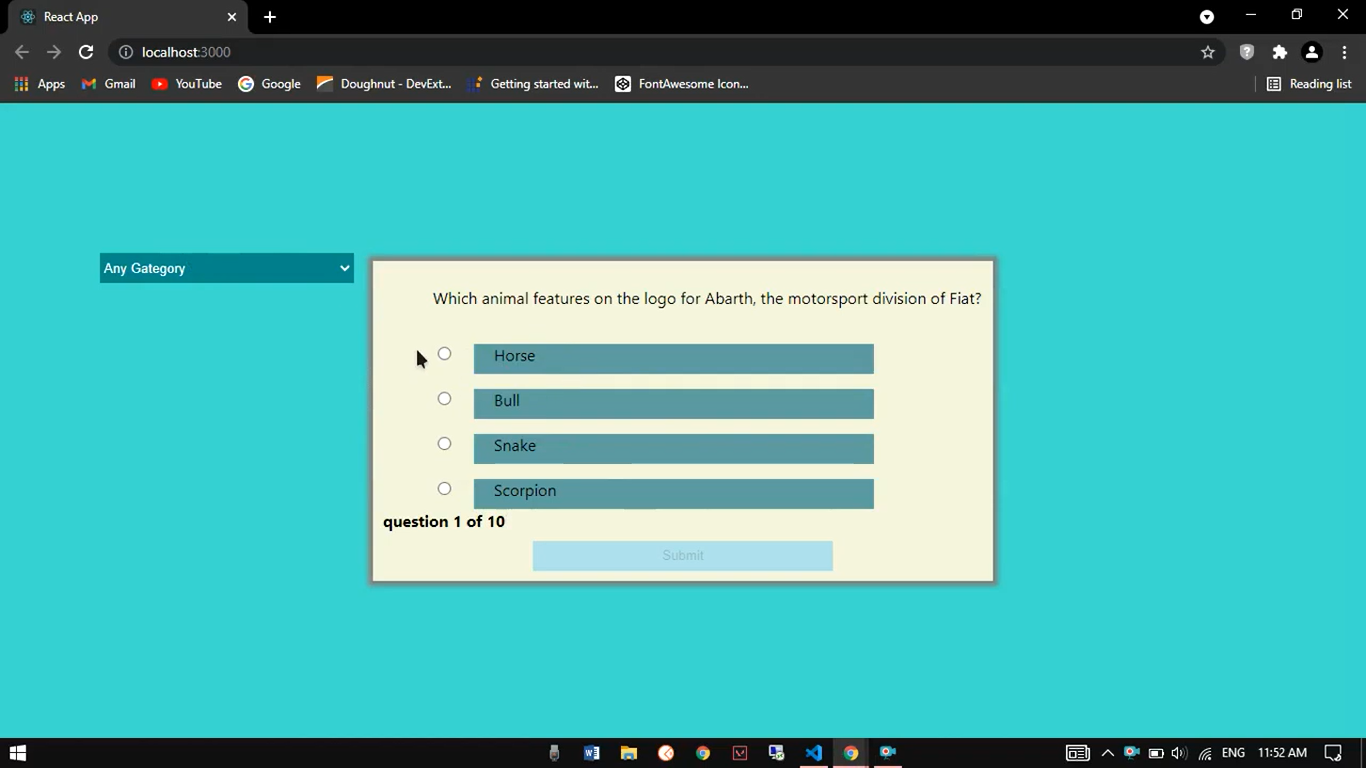 React App
localhost:3000
Apps
Gmail
YouTube
Google
Doughnut - DevExt...
Getting started wit...
FontAwesome Icon...
Reading list
Any Gategory
Which animal features on the logo for Abarth, the motorsport division of Fiat?
Horse
Bull
Snake
Scorpion
question 1 of 10
Submit
ENG
11:52 AM